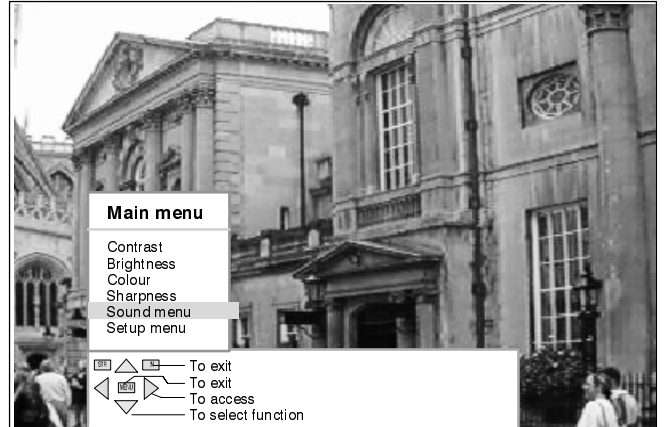 Main menu
Contrast
Brightness
Colour
Sharpness
Sound menu
Setup menu
STR
To exit
MENU
To exit
To access
To select function